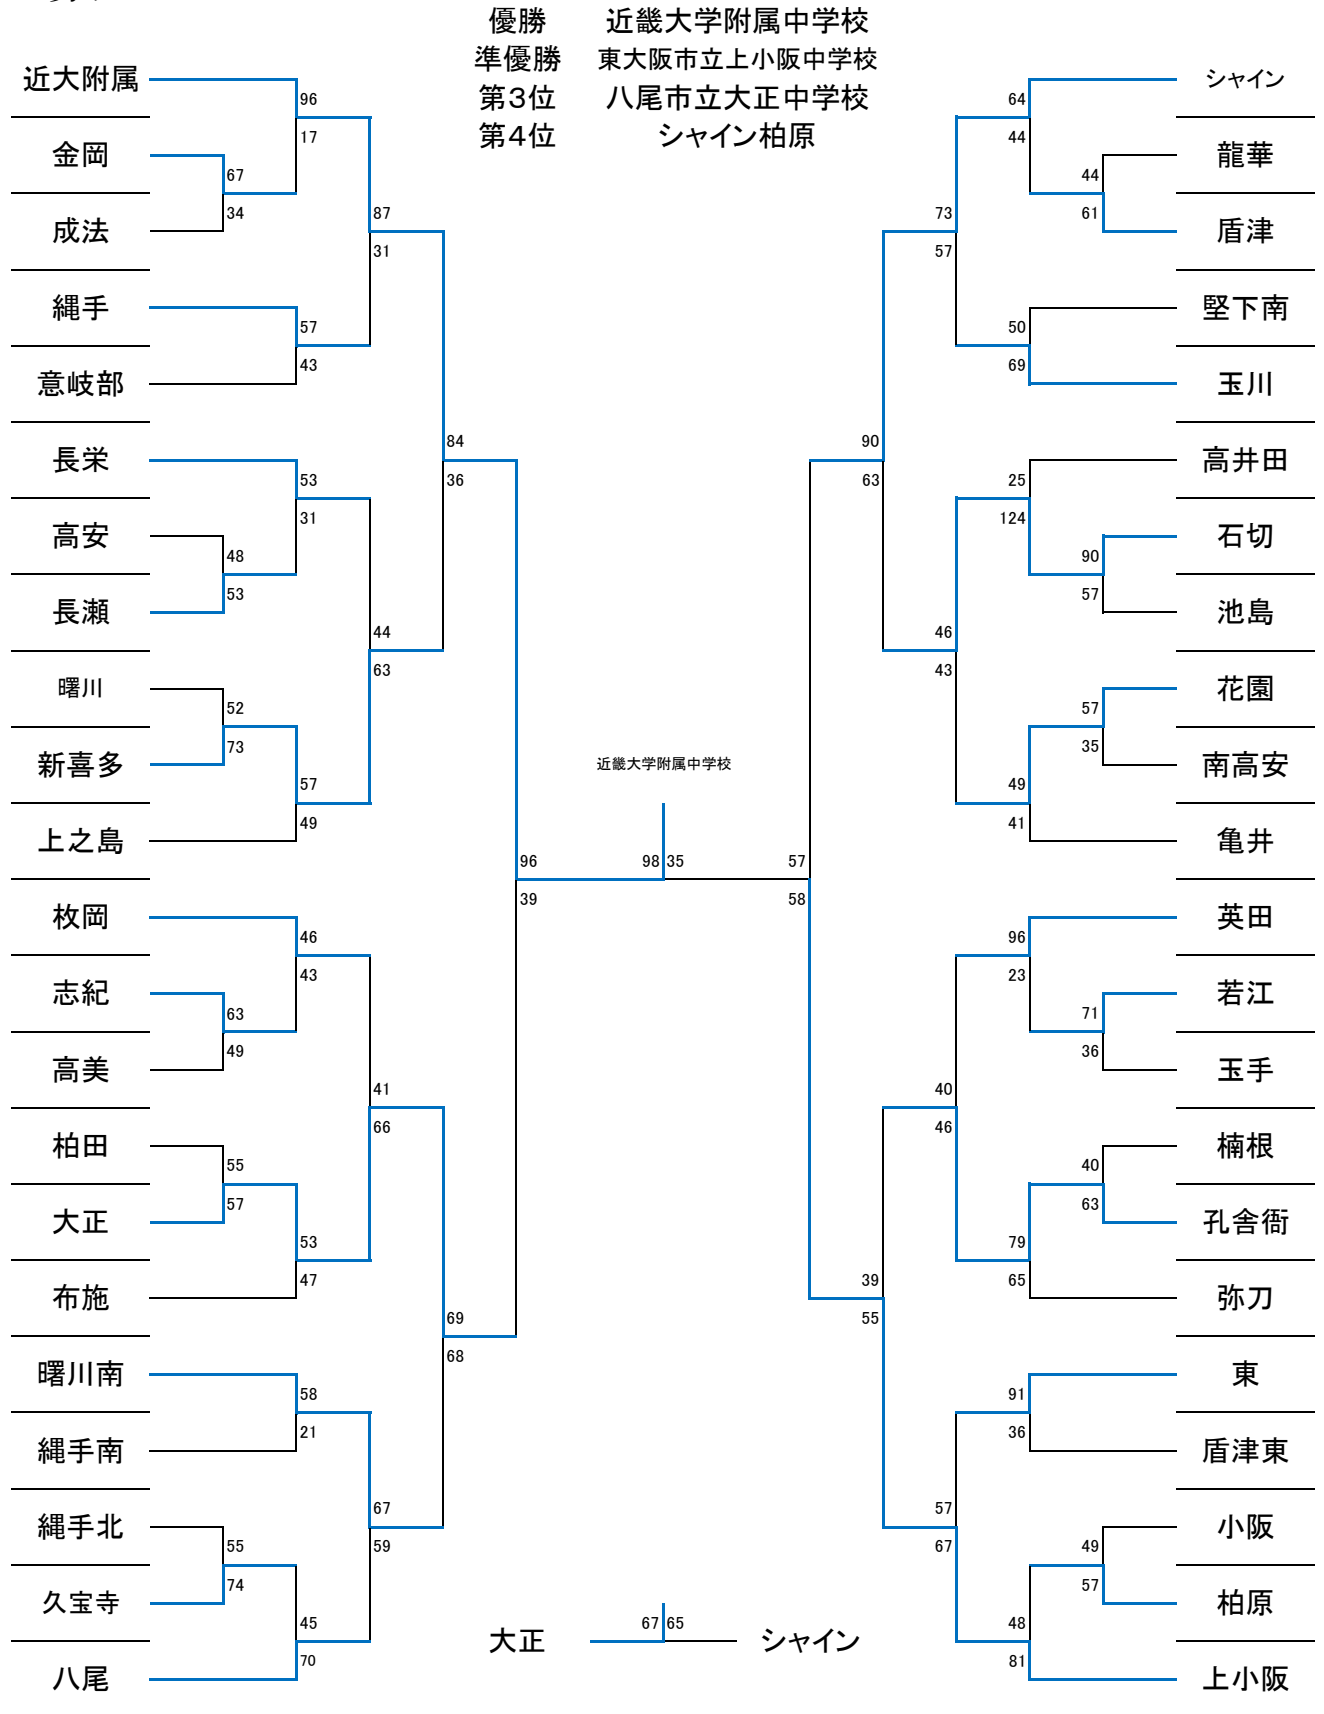 優勝 近畿大学附属中学校
準優勝 東大阪市立上小阪中学校
第3位 八尾市立大正中学校
第4位 シャイン柏原
近大附属
金岡
成法
縄手
意岐部
長栄
高安
長瀬
曙川
新喜多
上之島
枚岡
志紀
高美
柏田
大正
布施
曙川南
縄手南
縄手北
久宝寺
八尾
67
34
48
53
52
73
63
49
55
57
55
74
96
17
57
43
53
31
57
49
46
43
53
47
58
21
45
70
87
31
44
63
41
66
67
59
84
36
69
68
96
39
近畿大学附属中学校
98 35
57
58
90
63
39
55
73
57
46
43
40
46
57
67
64
44
50
69
25
124
49
41
96
23
79
65
91
36
48
81
44
61
90
57
57
35
71
36
40
63
49
57
シャイン
龍華
盾津
堅下南
玉川
高井田
石切
池島
花園
南高安
亀井
英田
若江
玉手
楠根
孔舎衙
弥刀
東
盾津東
小阪
柏原
上小阪
大正 67 65 シャイン